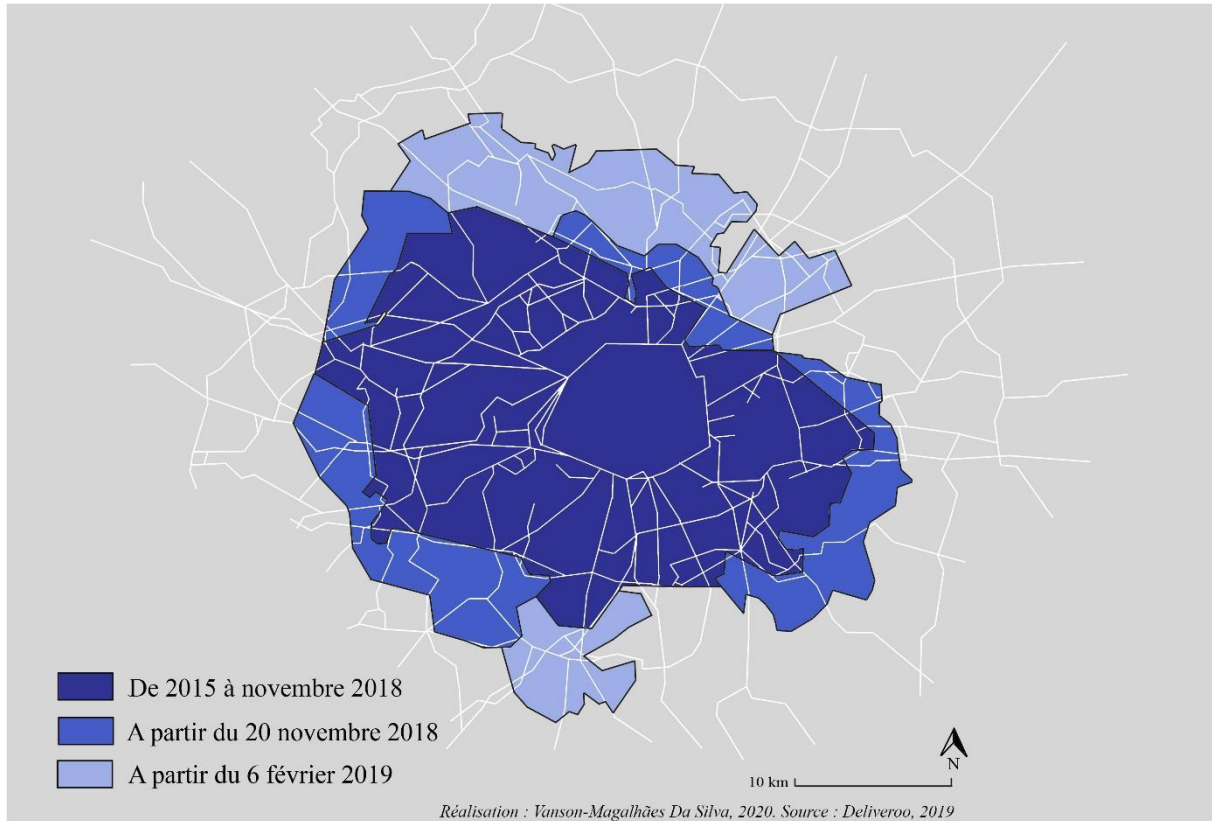 De 2015 à novembre 2018
A partir du 20 novembre 2018
A partir du 6 février 2019
N
10 km
Réalisation : Vanson-Magalhães Da Silva, 2020. Source : Deliveroo, 2019